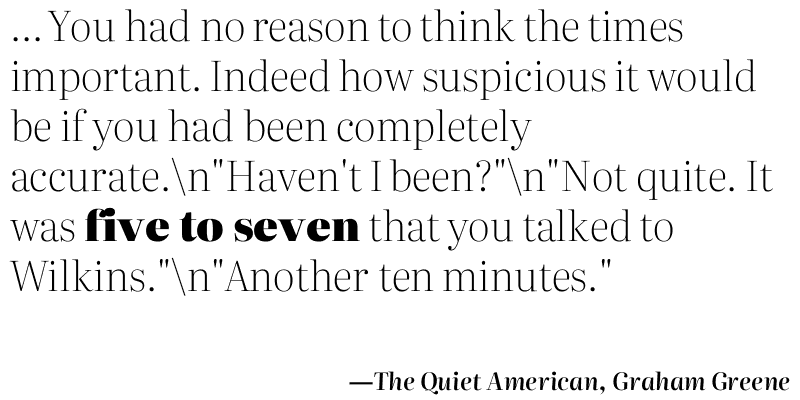 ... You had no reason to think the times
important. Indeed how suspicious it would
be if you had been completely
accurate.\n"Haven't I been?"\n"Not quite. It
was five to seven that you talked to
Wilkins."\n"Another ten minutes."
—The Quiet American, Graham Greene